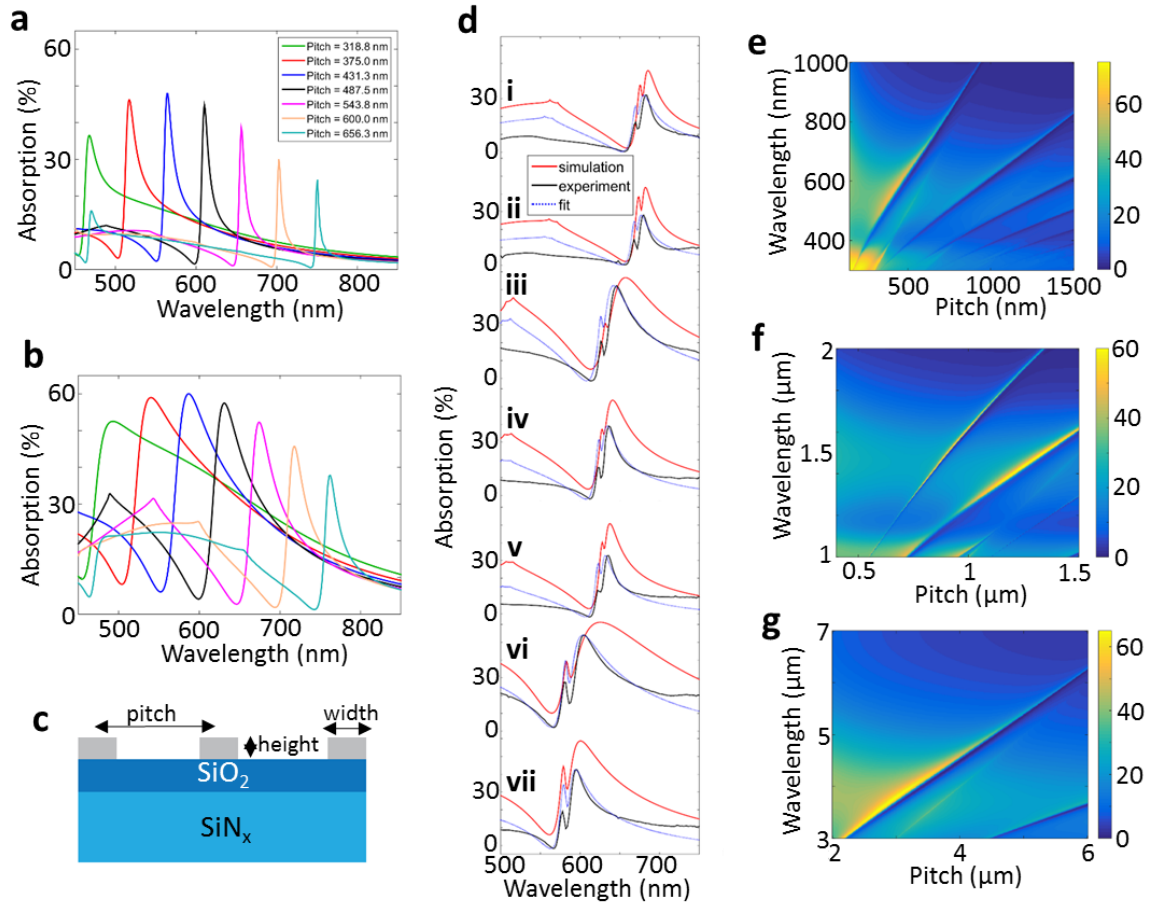 a
Absorption (%)
60
30
0
Pitch = 318.8 nm
Pitch = 375.0 nm
Pitch = 431.3 nm
Pitch = 487.5 nm
Pitch = 543.8 nm
Pitch = 600.0 nm
Pitch = 656.3 nm
500 600 700 800
Wavelength (nm)
b
Absorption (%)
60
30
0
500 600 700 800
Wavelength (nm)
c
pitch
width
height
SiO2
SiNx
d
Absorption (%)
i
30
0
simulation
experiment
fit
ii
30
0
iii
30
0
iv
30
0
v
30
0
vi
30
0
vii
30
0
500 600 700
Wavelength (nm)
e
Wavelength (nm)
1000
800
600
400
500 1000 1500
Pitch (nm)
60
40
20
0
f
Wavelength (µm)
2
1.5
1
0.5 1 1.5
Pitch (µm)
60
40
20
0
g
Wavelength (µm)
7
5
3
2 4 6
Pitch (µm)
60
40
20
0